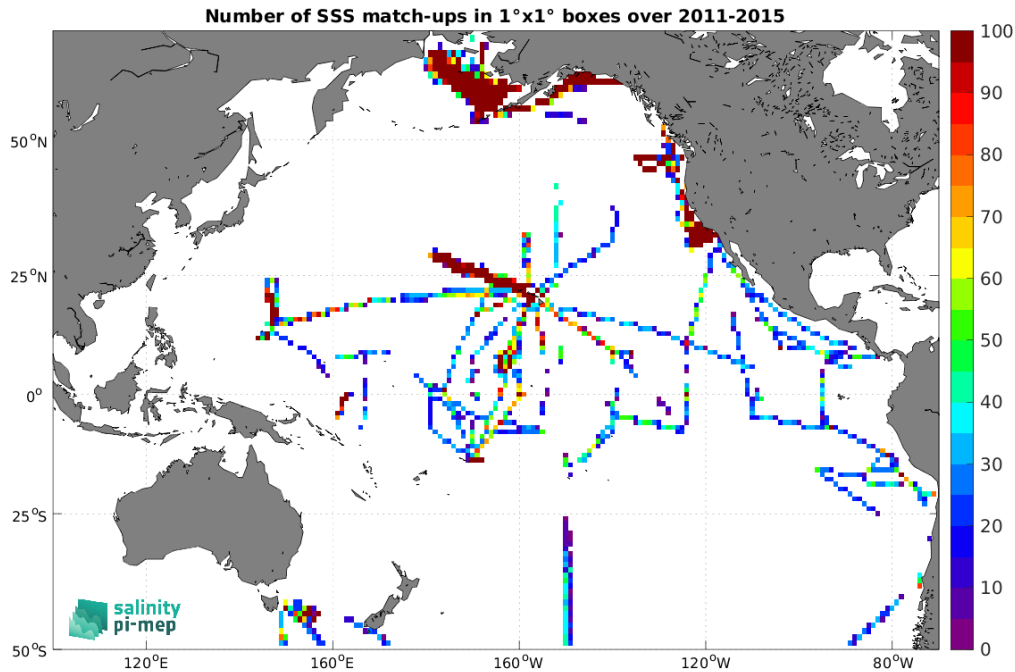 Number of SSS match-ups in 1°x1° boxes over 2011-2015
50°N
25°N
0°
25°S
50°S
120°E
160°E
160°W
120°W
80°W
100
90
80
70
60
50
40
30
20
10
0
salinity
pi-mep